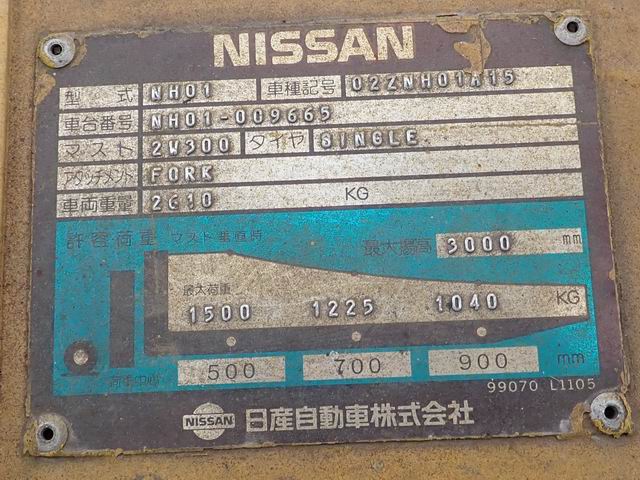 NISSAN
型式 NH01 車種記号 02ZNH01A15
車台番号 NH01-009665
マスト 2W300 タイヤ SINGLE
アタッチメント FORK
車両重量 2610 KG
許容荷重 マスト垂直時 最大揚高 3000 mm
最大荷重
1500 1225 1040 KG
荷重中心 500 700 900 mm
99070 L1105
NISSAN 日産自動車株式会社